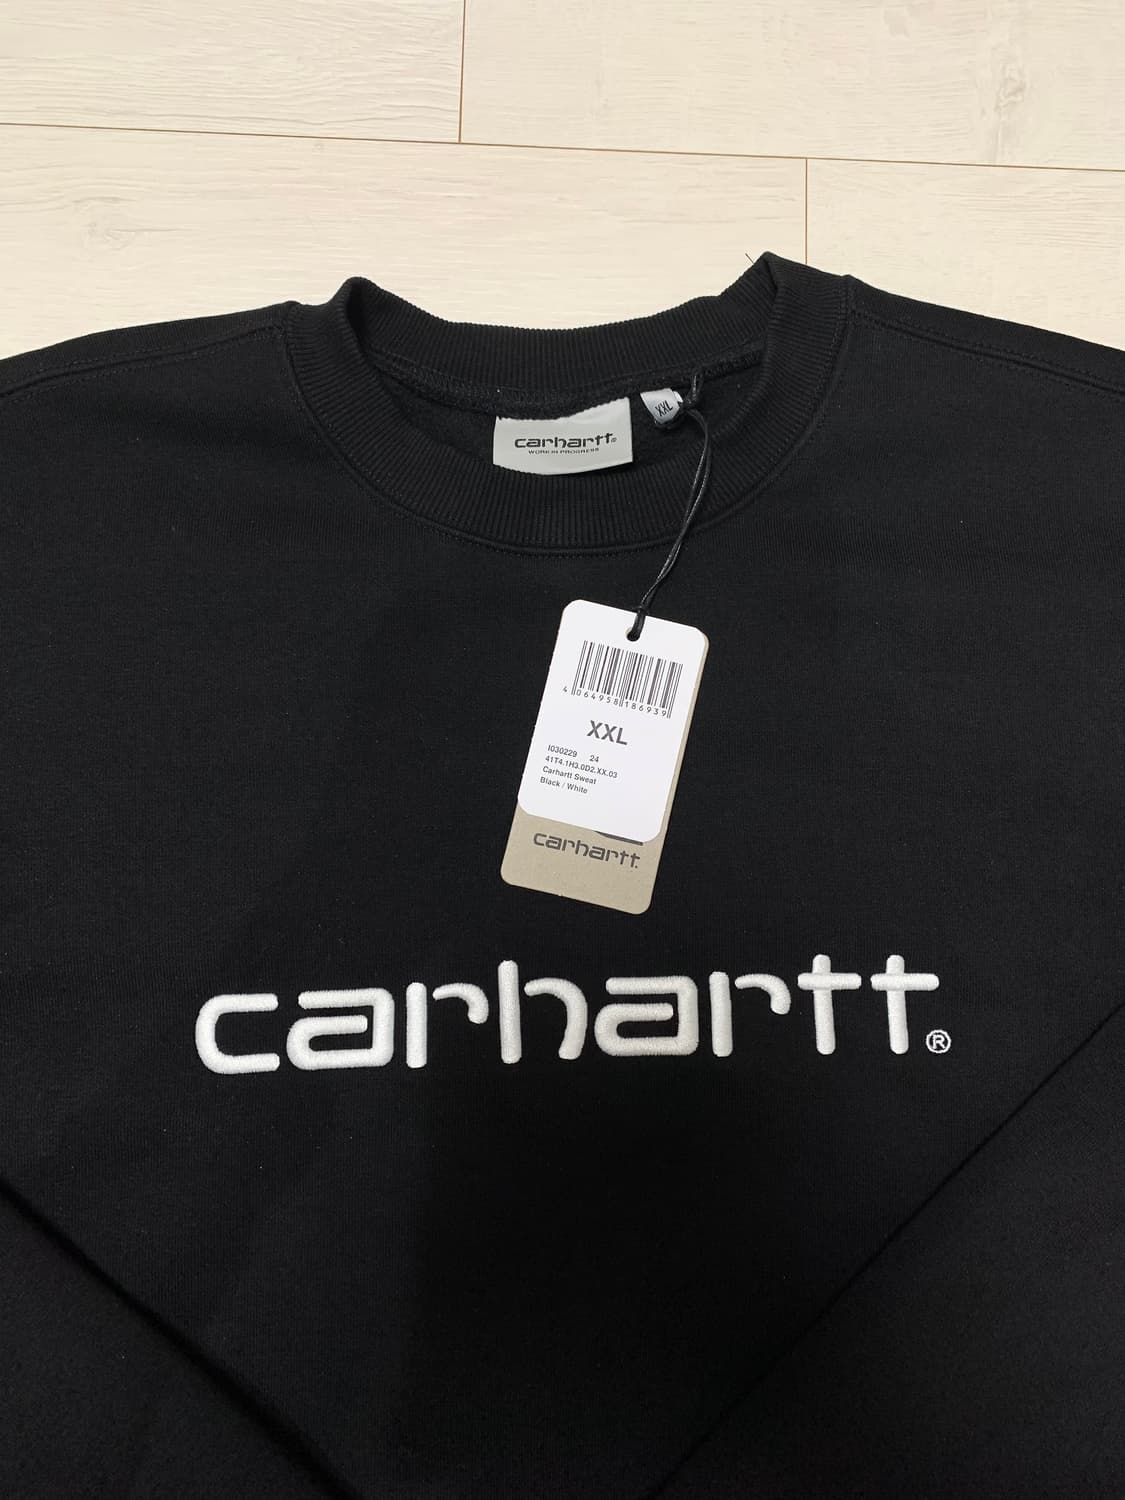 carhartt®
WORK IN PROGRESS
XXL
4 064958 186939
XXL
I030229 24
41T4.1H3.0D2.XX.03
Carhartt Sweat
Black / White
carhartt.
carhartt.®